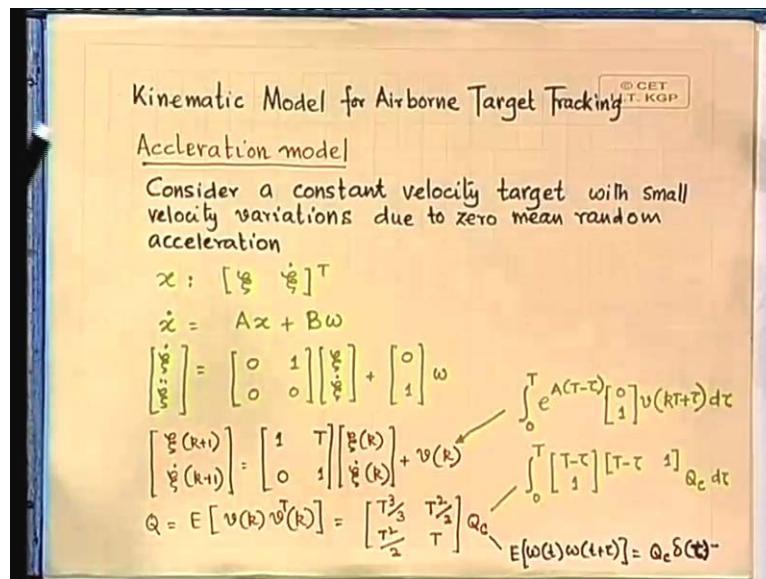 Kinematic Model for Airborne Target Tracking
© CET
I.T. KGP
Accleration model
Consider a constant velocity target with small
velocity variations due to zero mean random
acceleration
x : [ξ ξ̇]ᵀ
ẋ = Ax + Bω
[ξ̇; ξ̈] = [0 1; 0 0] [ξ; ξ̇] + [0; 1] ω
[ξ(k+1); ξ̇(k+1)] = [1 T; 0 1] [ξ(k); ξ̇(k)] + v(k)
∫₀ᵀ e^{A(T-τ)} [0; 1] v(kT+τ) dτ
∫₀ᵀ [T-τ; 1] [T-τ 1] Q_c dτ
Q = E[v(k) vᵀ(k)] = [T³/3 T²/2; T²/2 T] Q_c
E[ω(t)ω(t+τ)] = Q_c δ(τ)